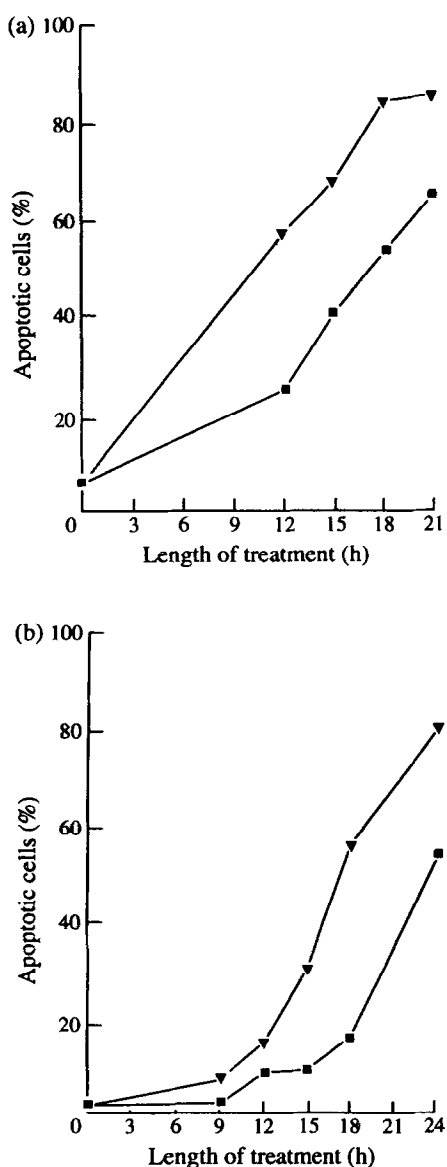 (a)
100
80
60
40
20
Apoptotic cells (%)
0 3 6 9 12 15 18 21
Length of treatment (h)
(b)
100
80
60
40
20
Apoptotic cells (%)
0 3 6 9 12 15 18 21 24
Length of treatment (h)